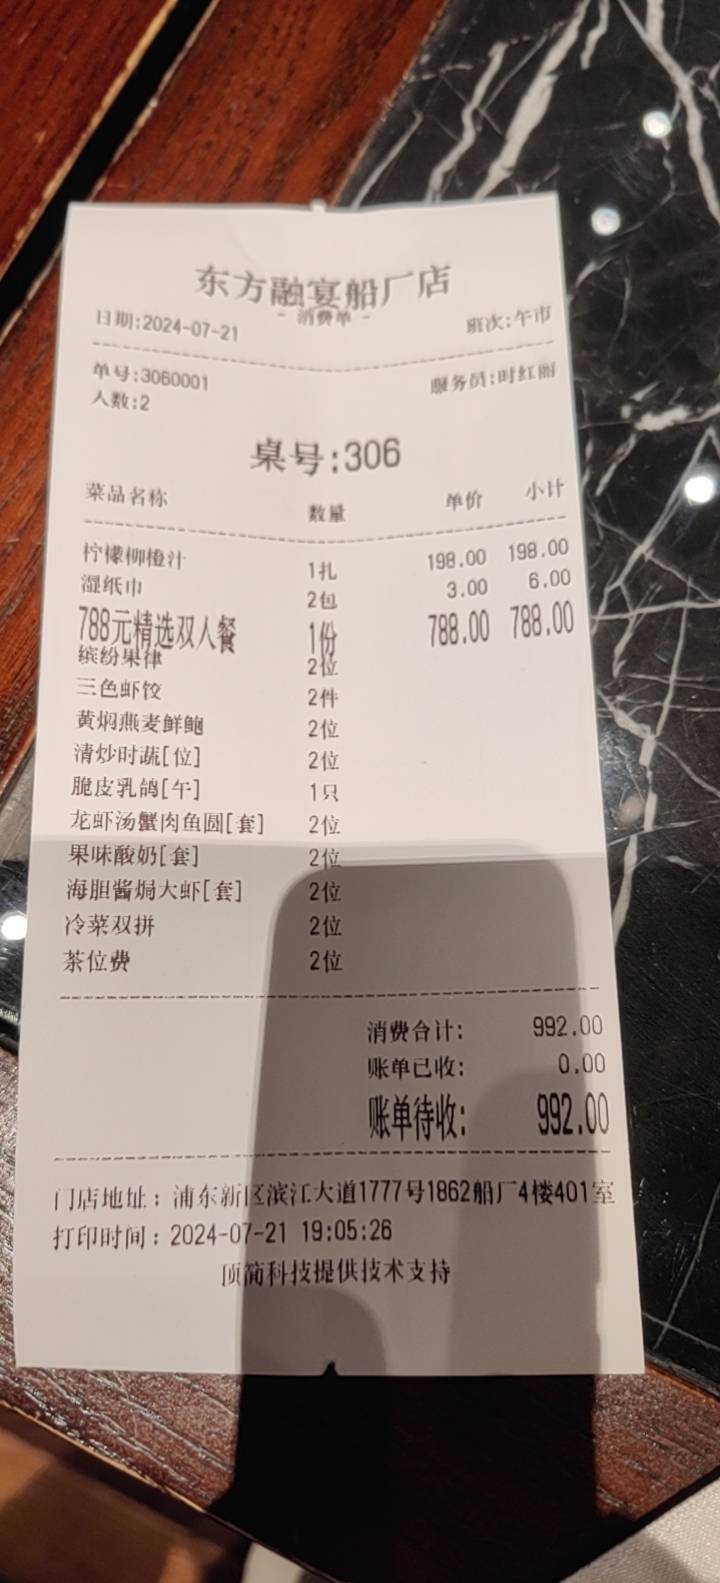 东方融宴船厂店
- 消费单 -
日期:2024-07-21 班次:午市
单号:3060001 服务员:时红丽
人数:2
桌号:306
菜品名称 数量 单价 小计
柠檬柳橙汁 1扎 198.00 198.00
湿纸巾 2包 3.00 6.00
788元精选双人餐 1份 788.00 788.00
缤纷果律 2位
三色虾饺 2件
黄焖燕麦鲜鲍 2位
清炒时蔬[位] 2位
脆皮乳鸽[午] 1只
龙虾汤蟹肉鱼圆[套] 2位
果味酸奶[套] 2位
海胆酱焗大虾[套] 2位
冷菜双拼 2位
茶位费 2位
消费合计: 992.00
账单已收: 0.00
账单待收: 992.00
门店地址：浦东新区滨江大道1777号1862船厂4楼401室
打印时间：2024-07-21 19:05:26
顶简科技提供技术支持